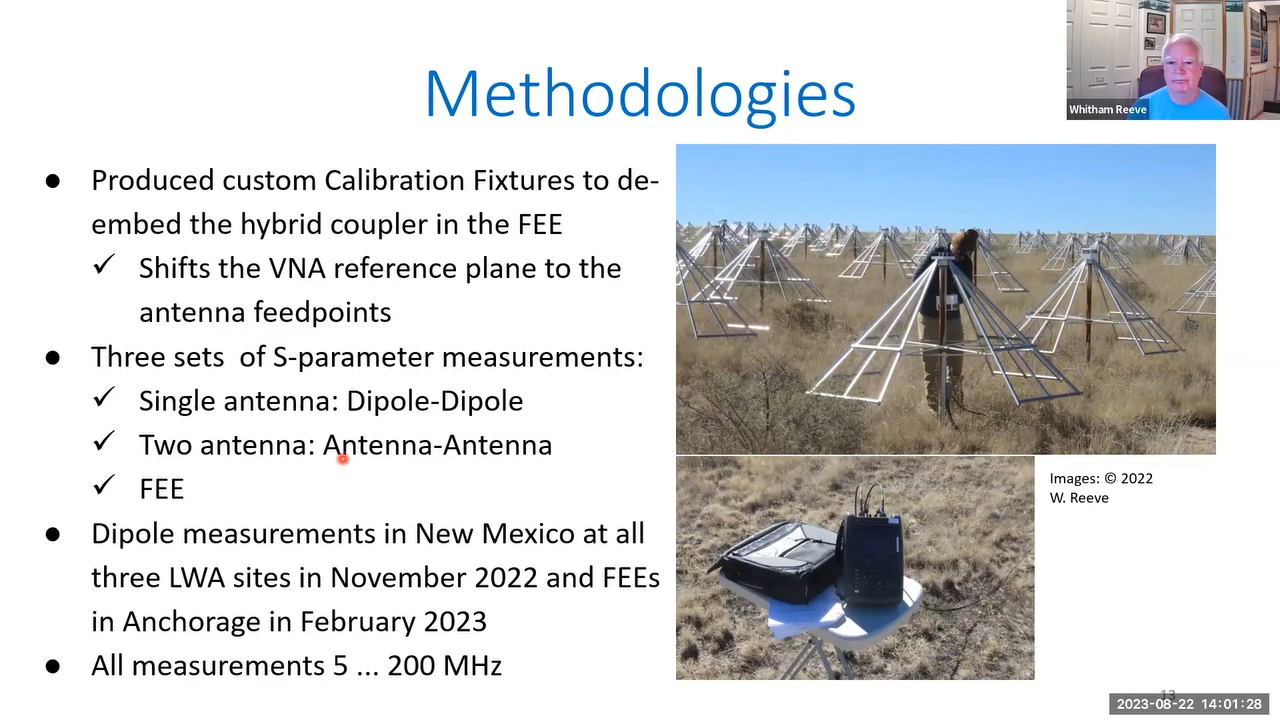 Methodologies
Whitham Reeve
● Produced custom Calibration Fixtures to de-
embed the hybrid coupler in the FEE
✓ Shifts the VNA reference plane to the
antenna feedpoints
● Three sets of S-parameter measurements:
✓ Single antenna: Dipole-Dipole
✓ Two antenna: Antenna-Antenna
✓ FEE
● Dipole measurements in New Mexico at all
three LWA sites in November 2022 and FEEs
in Anchorage in February 2023
● All measurements 5 ... 200 MHz
Images: © 2022
W. Reeve
13
2023-08-22 14:01:28